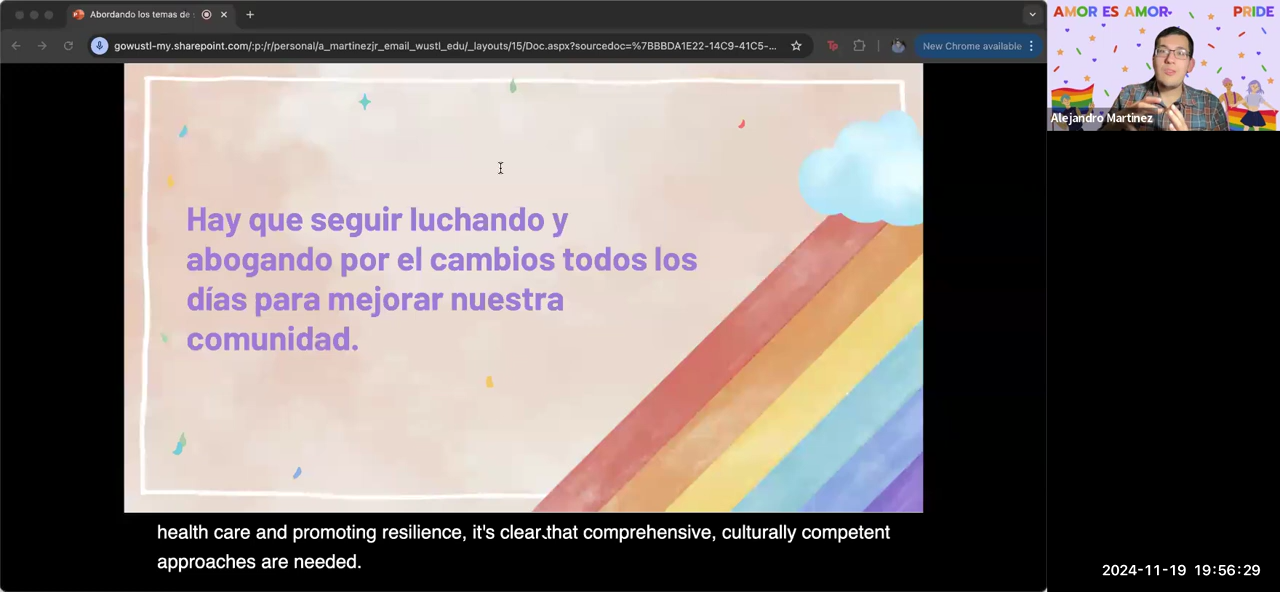 Abordando los temas de
gowustl-my.sharepoint.com/:p:/r/personal/a_martinezjr_email_wustl_edu/_layouts/15/Doc.aspx?sourcedoc=%7BBBDA1E22-14C9-41C5-...
Tp
New Chrome available
AMOR ES AMOR
PRIDE
Alejandro Martinez
Hay que seguir luchando y
abogando por el cambios todos los
días para mejorar nuestra
comunidad.
health care and promoting resilience, it's clear that comprehensive, culturally competent
approaches are needed.
2024-11-19 19:56:29